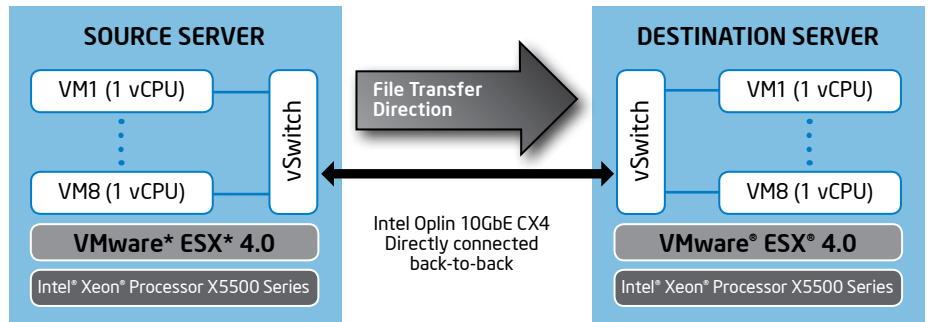 SOURCE SERVER
VM1 (1 vCPU)
VM8 (1 vCPU)
vSwitch
VMware* ESX* 4.0
Intel® Xeon® Processor X5500 Series
File Transfer
Direction
Intel Oplin 10GbE CX4
Directly connected
back-to-back
DESTINATION SERVER
vSwitch
VM1 (1 vCPU)
VM8 (1 vCPU)
VMware® ESX® 4.0
Intel® Xeon® Processor X5500 Series